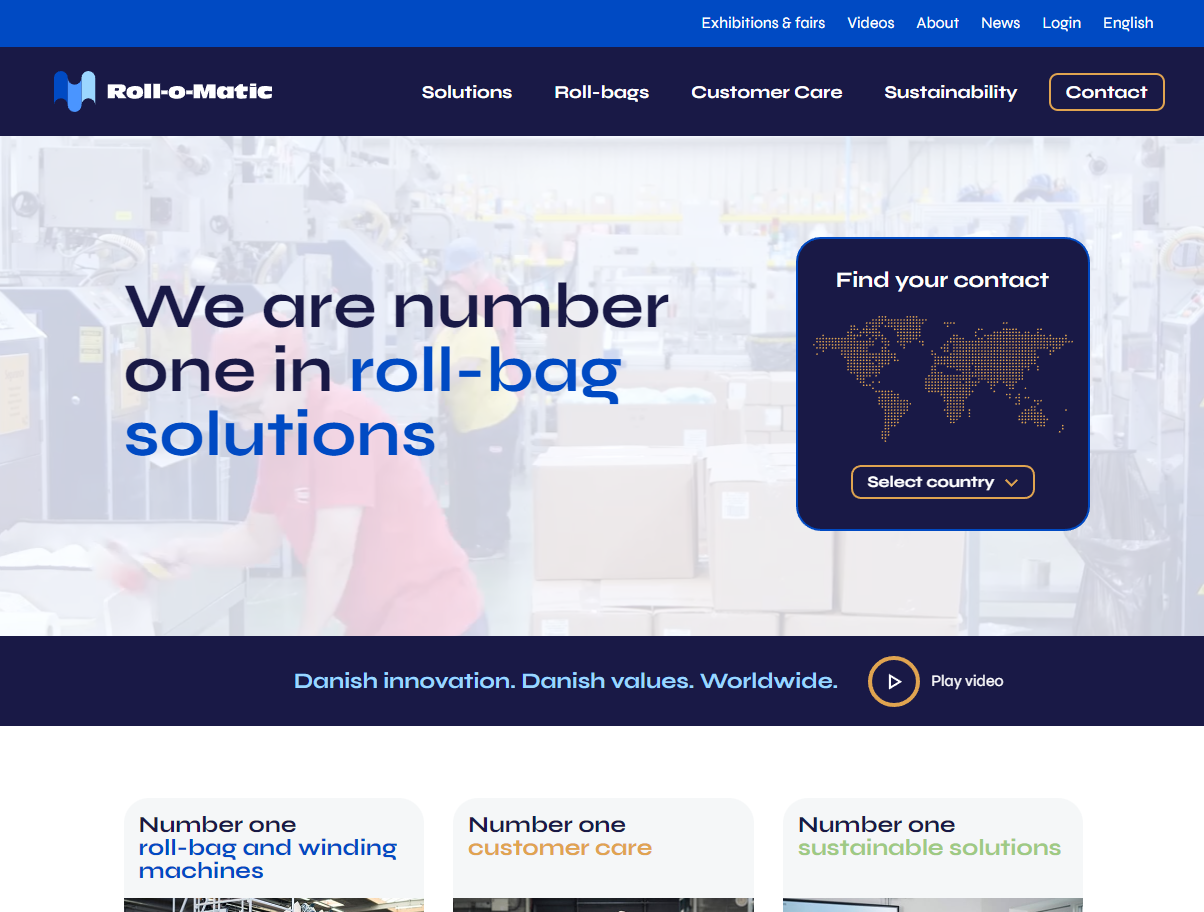 Exhibitions & fairs Videos About News Login English
Roll-o-Matic
Solutions Roll-bags Customer Care Sustainability Contact
We are number
one in roll-bag
solutions
Find your contact
Select country
Danish innovation. Danish values. Worldwide.
Play video
Number one
roll-bag and winding
machines
Number one
customer care
Number one
sustainable solutions